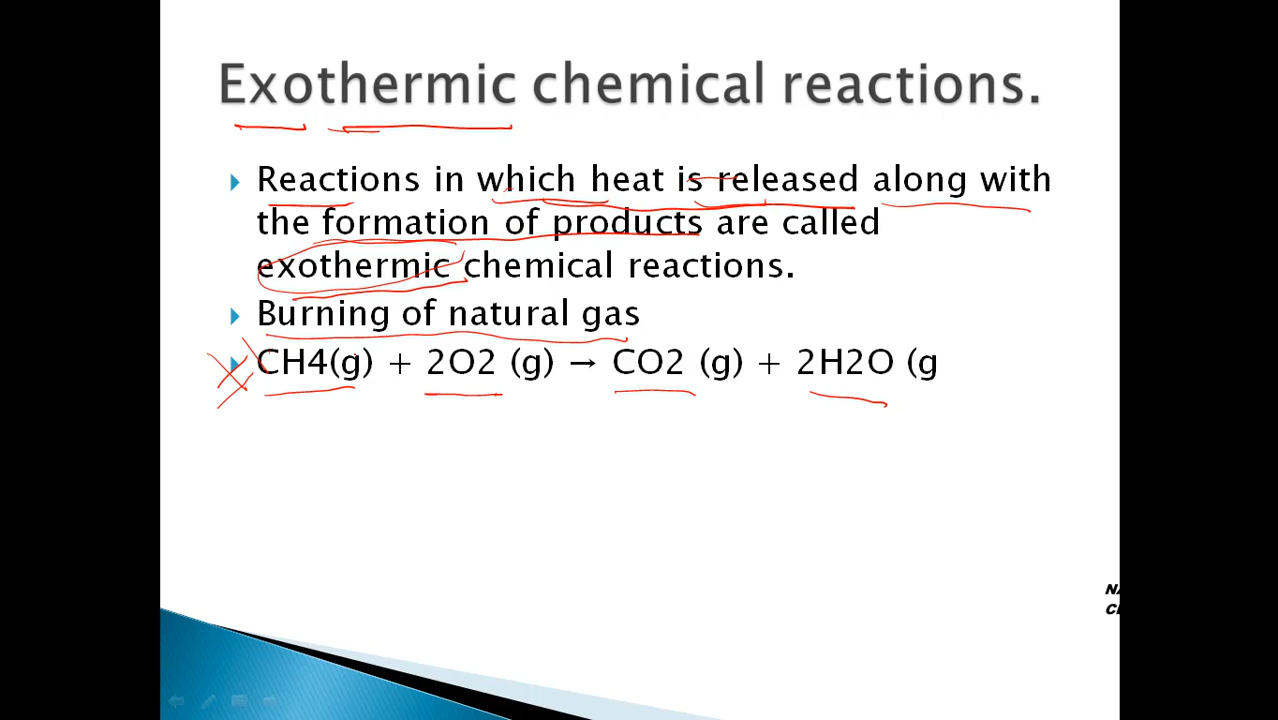 Exothermic chemical reactions.
Reactions in which heat is released along with
the formation of products are called
exothermic chemical reactions.
Burning of natural gas
CH4(g) + 2O2 (g) → CO2 (g) + 2H2O (g